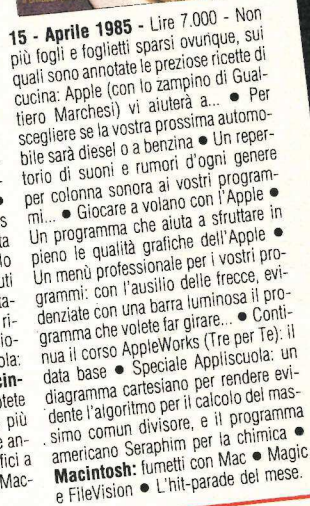 15 - Aprile 1985 - Lire 7.000 - Non
più fogli e foglietti sparsi ovunque, sui
quali sono annotate le preziose ricette di
cucina: Apple (con lo zampino di Gual-
tiero Marchesi) vi aiuterà a... ● Per
scegliere se la vostra prossima automo-
bile sarà diesel o a benzina ● Un reper-
torio di suoni e rumori d'ogni genere
per colonna sonora ai vostri program-
mi... ● Giocare a volano con l'Apple ●
Un programma che aiuta a sfruttare in
pieno le qualità grafiche dell'Apple ●
Un menù professionale per i vostri pro-
grammi: con l'ausilio delle frecce, evi-
denziate con una barra luminosa il pro-
gramma che volete far girare... ● Conti-
nua il corso AppleWorks (Tre per Te): il
data base ● Speciale Appliscuola: un
diagramma cartesiano per rendere evi-
dente l'algoritmo per il calcolo del mas-
simo comun divisore, e il programma
americano Seraphim per la chimica ●
Macintosh: fumetti con Mac ● Magic
e FileVision ● L'hit-parade del mese.